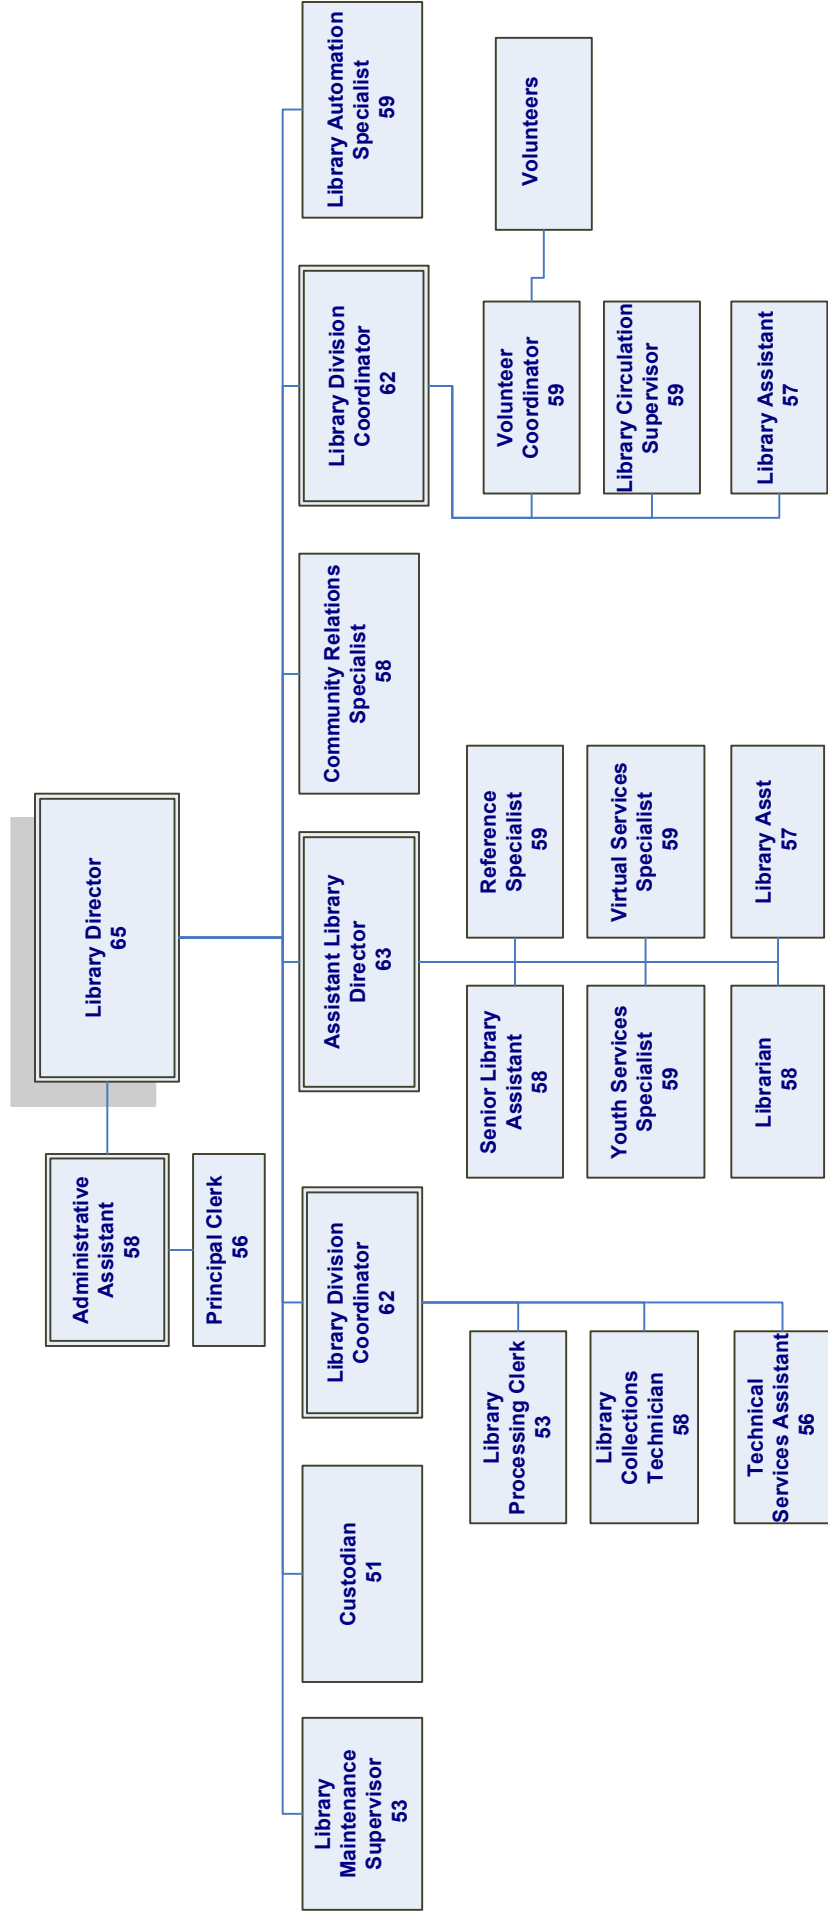 Library Director
65
Administrative
Assistant
58
Principal Clerk
56
Library
Maintenance
Supervisor
53
Custodian
51
Library Division
Coordinator
62
Assistant Library
Director
63
Community Relations
Specialist
58
Library Division
Coordinator
62
Library Automation
Specialist
59
Library
Processing Clerk
53
Library
Collections
Technician
58
Technical
Services Assistant
56
Senior Library
Assistant
58
Reference
Specialist
59
Youth Services
Specialist
59
Virtual Services
Specialist
59
Librarian
58
Library Asst
57
Volunteer
Coordinator
59
Volunteers
Library Circulation
Supervisor
59
Library Assistant
57